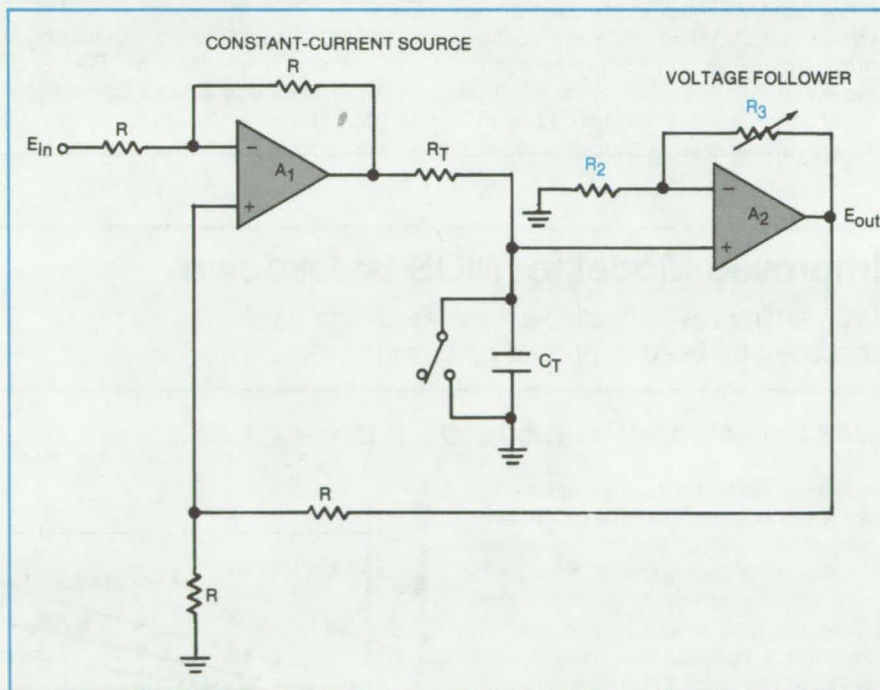 CONSTANT-CURRENT SOURCE
R
VOLTAGE FOLLOWER
R3
Ein
R
−
A1
+
RT
R2
−
A2
+
Eout
CT
R
R